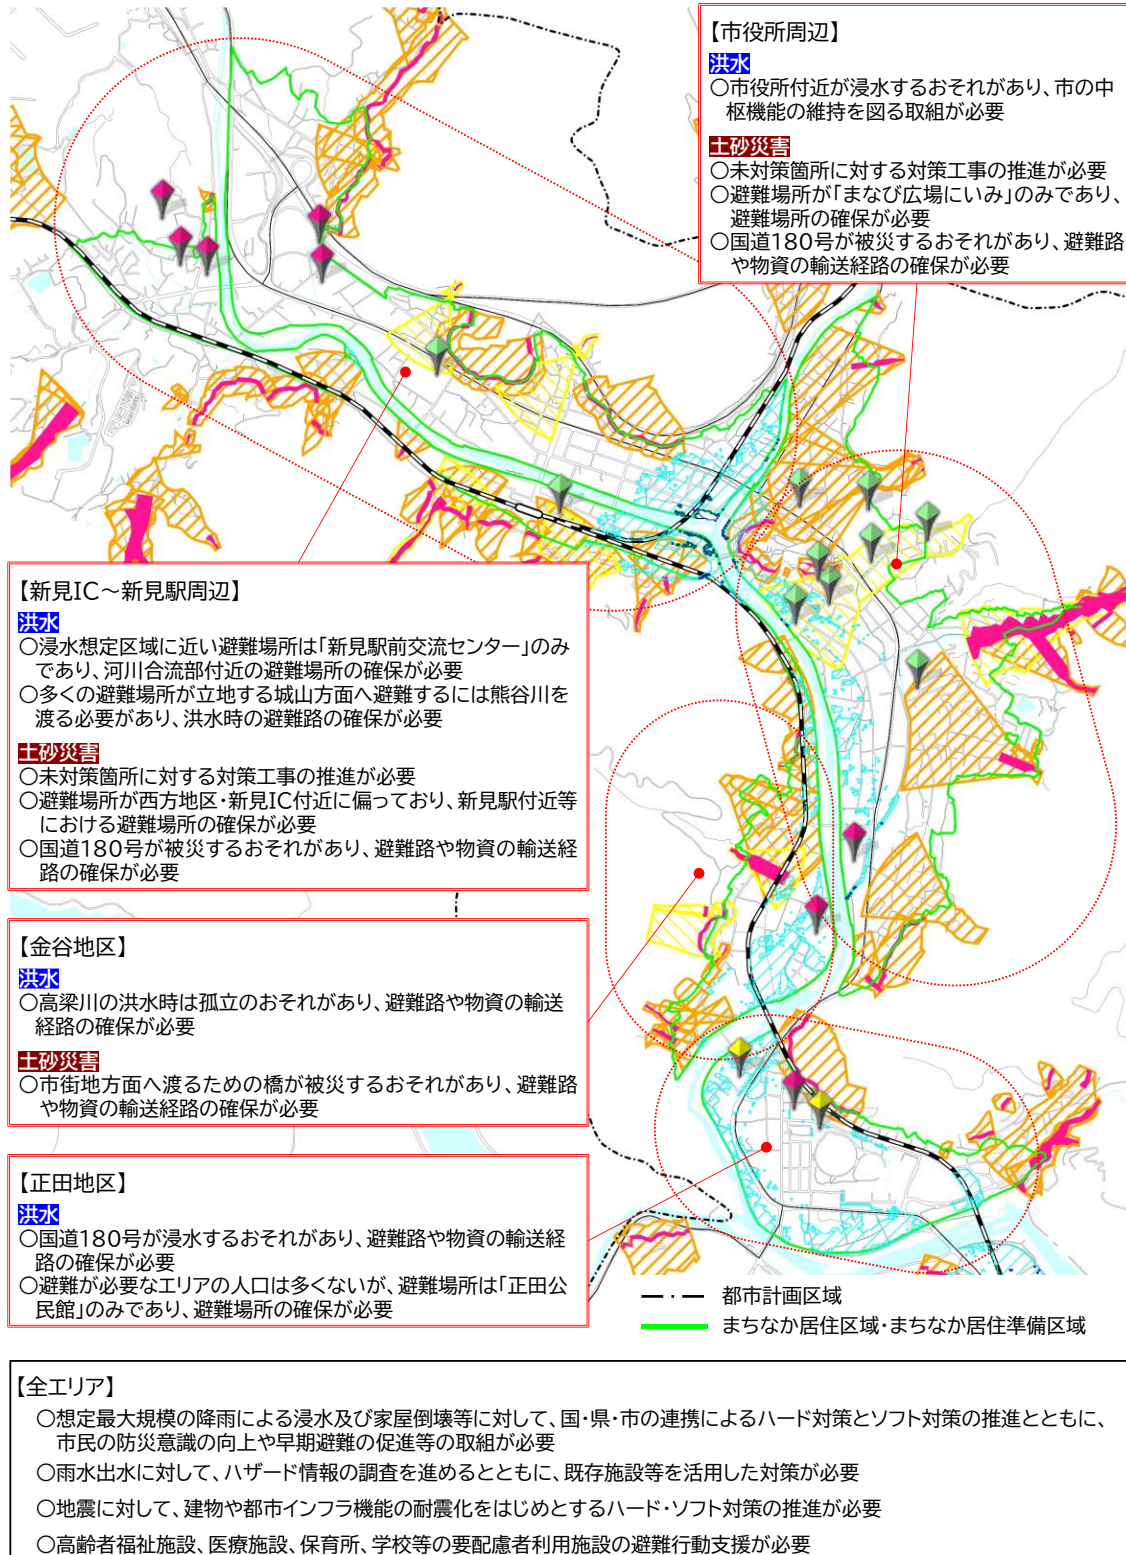 【市役所周辺】
洪水
○市役所付近が浸水するおそれがあり、市の中
枢機能の維持を図る取組が必要
土砂災害
○未対策箇所に対する対策工事の推進が必要
○避難場所が「まなび広場にいみ」のみであり、
避難場所の確保が必要
○国道180号が被災するおそれがあり、避難路
や物資の輸送経路の確保が必要
【新見IC～新見駅周辺】
洪水
○浸水想定区域に近い避難場所は「新見駅前交流センター」のみ
であり、河川合流部付近の避難場所の確保が必要
○多くの避難場所が立地する城山方面へ避難するには熊谷川を
渡る必要があり、洪水時の避難路の確保が必要
土砂災害
○未対策箇所に対する対策工事の推進が必要
○避難場所が西方地区・新見IC付近に偏っており、新見駅付近等
における避難場所の確保が必要
○国道180号が被災するおそれがあり、避難路や物資の輸送経
路の確保が必要
【金谷地区】
洪水
○高梁川の洪水時は孤立のおそれがあり、避難路や物資の輸送
経路の確保が必要
土砂災害
○市街地方面へ渡るための橋が被災するおそれがあり、避難路
や物資の輸送経路の確保が必要
【正田地区】
洪水
○国道180号が浸水するおそれがあり、避難路や物資の輸送経
路の確保が必要
○避難が必要なエリアの人口は多くないが、避難場所は「正田公
民館」のみであり、避難場所の確保が必要
都市計画区域
まちなか居住区域・まちなか居住準備区域
【全エリア】
○想定最大規模の降雨による浸水及び家屋倒壊等に対して、国・県・市の連携によるハード対策とソフト対策の推進とともに、
市民の防災意識の向上や早期避難の促進等の取組が必要
○雨水出水に対して、ハザード情報の調査を進めるとともに、既存施設等を活用した対策が必要
○地震に対して、建物や都市インフラ機能の耐震化をはじめとするハード・ソフト対策の推進が必要
○高齢者福祉施設、医療施設、保育所、学校等の要配慮者利用施設の避難行動支援が必要